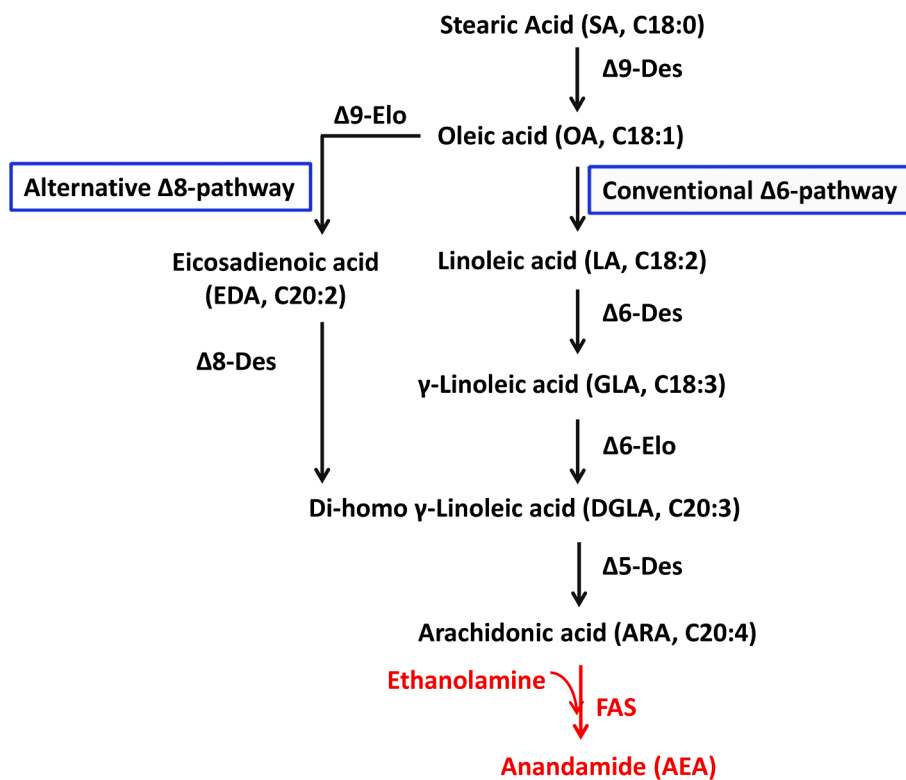 Stearic Acid (SA, C18:0)
Δ9-Des
Δ9-Elo
Oleic acid (OA, C18:1)
Alternative Δ8-pathway
Conventional Δ6-pathway
Eicosadienoic acid
(EDA, C20:2)
Linoleic acid (LA, C18:2)
Δ6-Des
Δ8-Des
γ-Linoleic acid (GLA, C18:3)
Δ6-Elo
Di-homo γ-Linoleic acid (DGLA, C20:3)
Δ5-Des
Arachidonic acid (ARA, C20:4)
Ethanolamine
FAS
Anandamide (AEA)